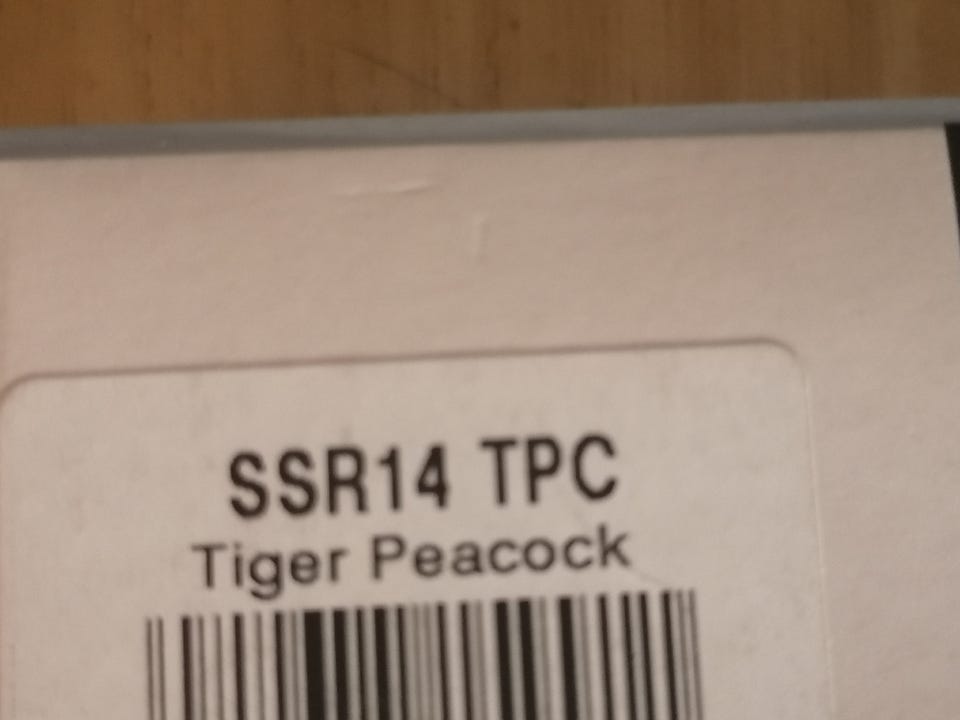 SSR14 TPC
Tiger Peacock